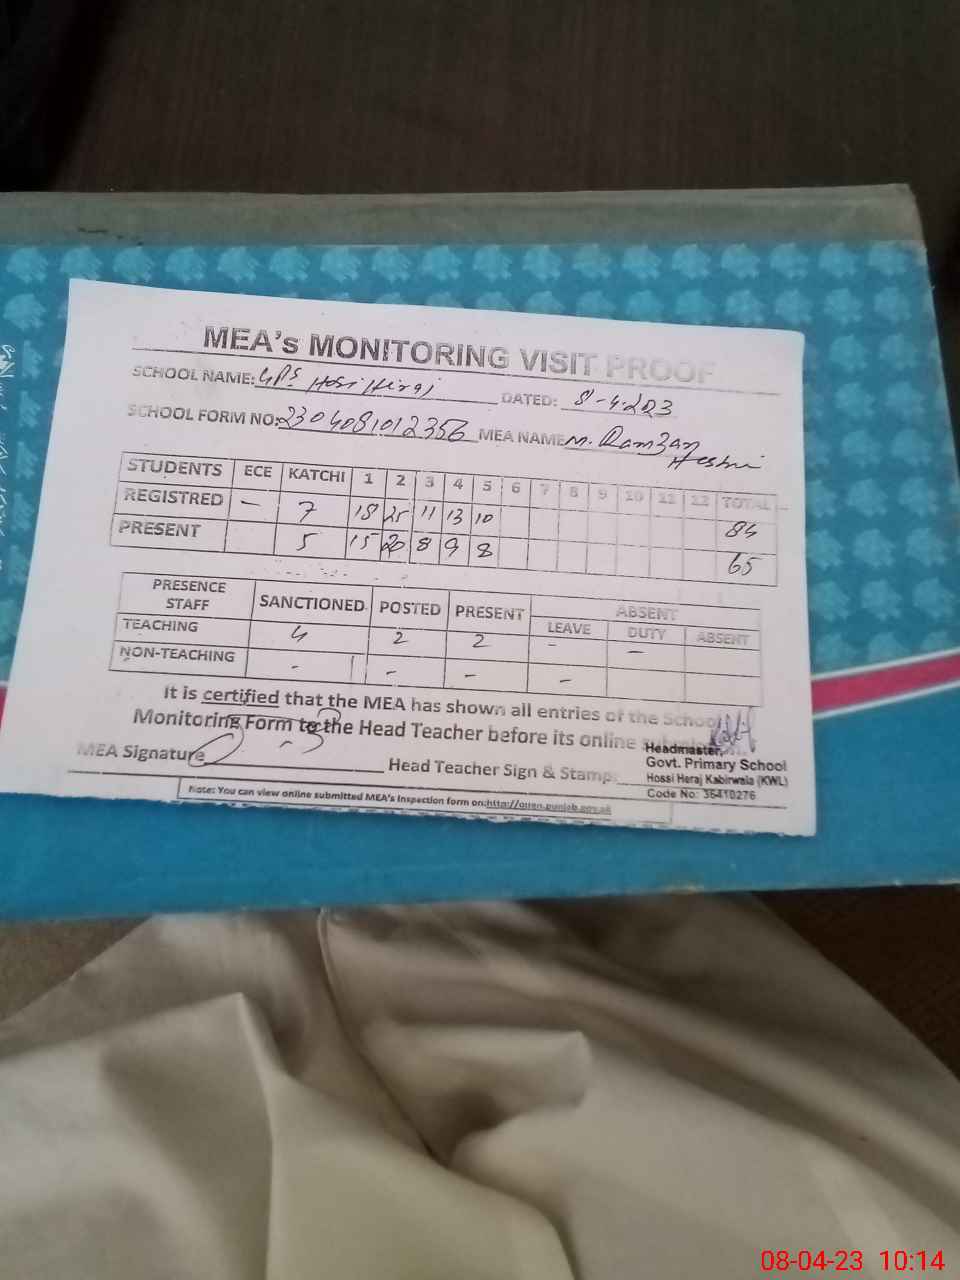 MEA's MONITORING VISIT PROOF
SCHOOL NAME: GPS Hossi Heraj DATED: 8-4-2023
SCHOOL FORM NO: 2304081012356 MEA NAME M. Ramzan
STUDENTS ECE KATCHI 1 2 3 4 5 6 7 8 9 10 11 12 TOTAL
REGISTRED - 7 18 25 11 13 10 84
PRESENT 5 15 20 8 9 8 65
PRESENCE STAFF SANCTIONED POSTED PRESENT ABSENT
LEAVE DUTY ABSENT
TEACHING 4 2 2 - -
NON-TEACHING - - - -
It is certified that the MEA has shown all entries of the School
Monitoring Form to the Head Teacher before its online
MEA Signature Head Teacher Sign & Stamp:
Headmaster,
Govt. Primary School
Hossi Heraj Kabirwala (KWL)
Code No: 36410276
Note: You can view online submitted MEA's Inspection form on:
08-04-23 10:14